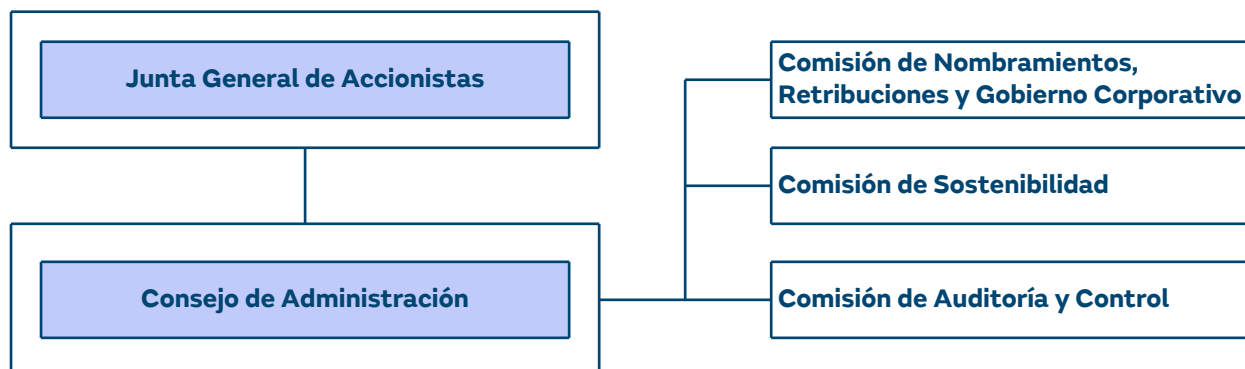 Junta General de Accionistas
Consejo de Administración
Comisión de Nombramientos,
Retribuciones y Gobierno Corporativo
Comisión de Sostenibilidad
Comisión de Auditoría y Control